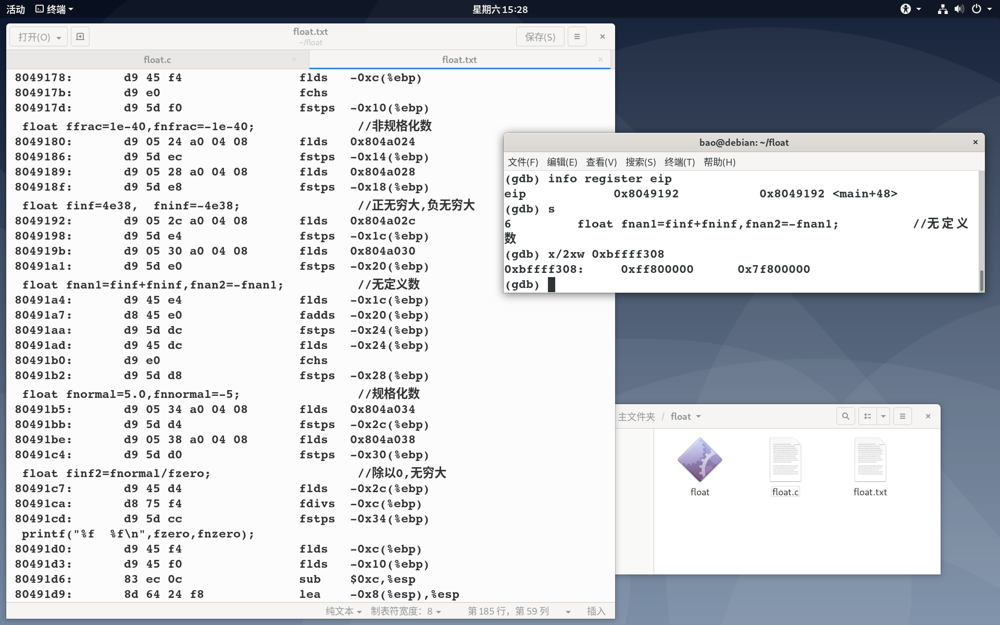 活动 终端 星期六 15:28
打开(O) float.txt 保存(S)
~/float
float.c float.txt
8049178: d9 45 f4 flds -0xc(%ebp)
804917b: d9 e0 fchs
804917d: d9 5d f0 fstps -0x10(%ebp)
float ffrac=1e-40,fnfrac=-1e-40; //非规格化数
8049180: d9 05 24 a0 04 08 flds 0x804a024
8049186: d9 5d ec fstps -0x14(%ebp)
8049189: d9 05 28 a0 04 08 flds 0x804a028
804918f: d9 5d e8 fstps -0x18(%ebp)
float finf=4e38, fninf=-4e38; //正无穷大,负无穷大
8049192: d9 05 2c a0 04 08 flds 0x804a02c
8049198: d9 5d e4 fstps -0x1c(%ebp)
804919b: d9 05 30 a0 04 08 flds 0x804a030
80491a1: d9 5d e0 fstps -0x20(%ebp)
float fnan1=finf+fninf,fnan2=-fnan1; //无定义数
80491a4: d9 45 e4 flds -0x1c(%ebp)
80491a7: d8 45 e0 fadds -0x20(%ebp)
80491aa: d9 5d dc fstps -0x24(%ebp)
80491ad: d9 45 dc flds -0x24(%ebp)
80491b0: d9 e0 fchs
80491b2: d9 5d d8 fstps -0x28(%ebp)
float fnormal=5.0,fnnormal=-5; //规格化数
80491b5: d9 05 34 a0 04 08 flds 0x804a034
80491bb: d9 5d d4 fstps -0x2c(%ebp)
80491be: d9 05 38 a0 04 08 flds 0x804a038
80491c4: d9 5d d0 fstps -0x30(%ebp)
float finf2=fnormal/fzero; //除以0,无穷大
80491c7: d9 45 d4 flds -0x2c(%ebp)
80491ca: d8 75 f4 fdivs -0xc(%ebp)
80491cd: d9 5d cc fstps -0x34(%ebp)
printf("%f %f\n",fzero,fnzero);
80491d0: d9 45 f4 flds -0xc(%ebp)
80491d3: d9 45 f0 flds -0x10(%ebp)
80491d6: 83 ec 0c sub $0xc,%esp
80491d9: 8d 64 24 f8 lea -0x8(%esp),%esp
纯文本 制表符宽度：8 第 185 行，第 59 列 插入
bao@debian: ~/float
文件(F) 编辑(E) 查看(V) 搜索(S) 终端(T) 帮助(H)
(gdb) info register eip
eip 0x8049192 0x8049192 <main+48>
(gdb) s
6 float fnan1=finf+fninf,fnan2=-fnan1; //无定义
数
(gdb) x/2xw 0xbffff308
0xbffff308: 0xff800000 0x7f800000
(gdb)
主文件夹 / float
float float.c float.txt